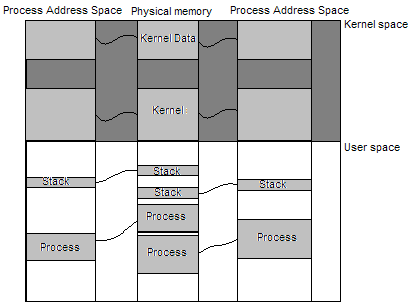 Process Address Space
Physical memory
Process Address Space
Kernel space
Kernel Data
Kernel
User space
Stack
Stack
Stack
Stack
Process
Process
Process
Process